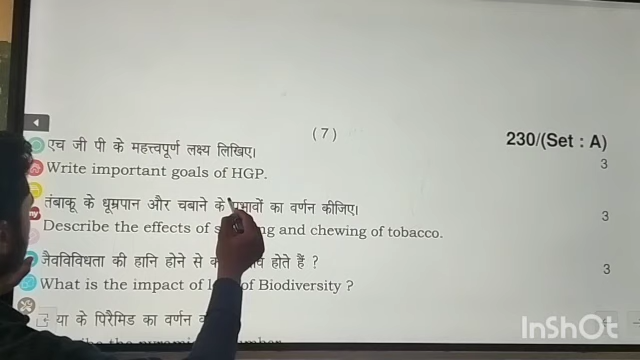 (7)
230/(Set : A)
एच जी पी के महत्त्वपूर्ण लक्ष्य लिखिए।
3
Write important goals of HGP.
तंबाकू के धूम्रपान और चबाने के प्रभावों का वर्णन कीजिए।
3
Describe the effects of and chewing of tobacco.
जैवविविधता की हानि होने से होते हैं ?
3
What is the impact of of Biodiversity ?
के पिरैमिड का वर्णन
InShOt